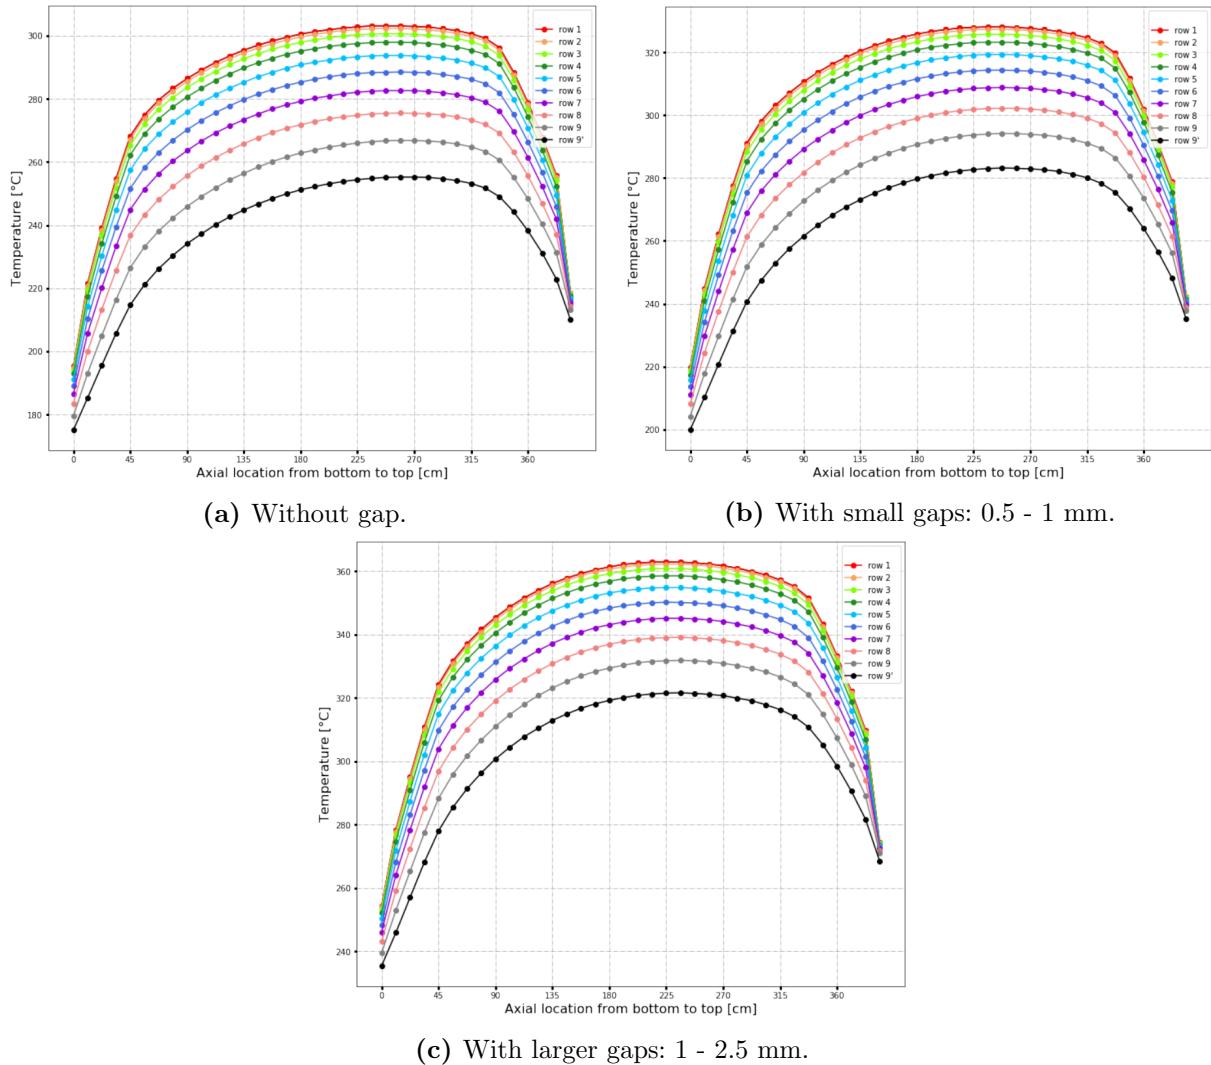 Temperature [°C]
300
280
260
240
220
200
180
row 1
row 2
row 3
row 4
row 5
row 6
row 7
row 8
row 9
row 9'
0 45 90 135 180 225 270 315 360
Axial location from bottom to top [cm]
(a) Without gap.
Temperature [°C]
320
300
280
260
240
220
200
row 1
row 2
row 3
row 4
row 5
row 6
row 7
row 8
row 9
row 9'
0 45 90 135 180 225 270 315 360
Axial location from bottom to top [cm]
(b) With small gaps: 0.5 - 1 mm.
Temperature [°C]
360
340
320
300
280
260
240
row 1
row 2
row 3
row 4
row 5
row 6
row 7
row 8
row 9
row 9'
0 45 90 135 180 225 270 315 360
Axial location from bottom to top [cm]
(c) With larger gaps: 1 - 2.5 mm.